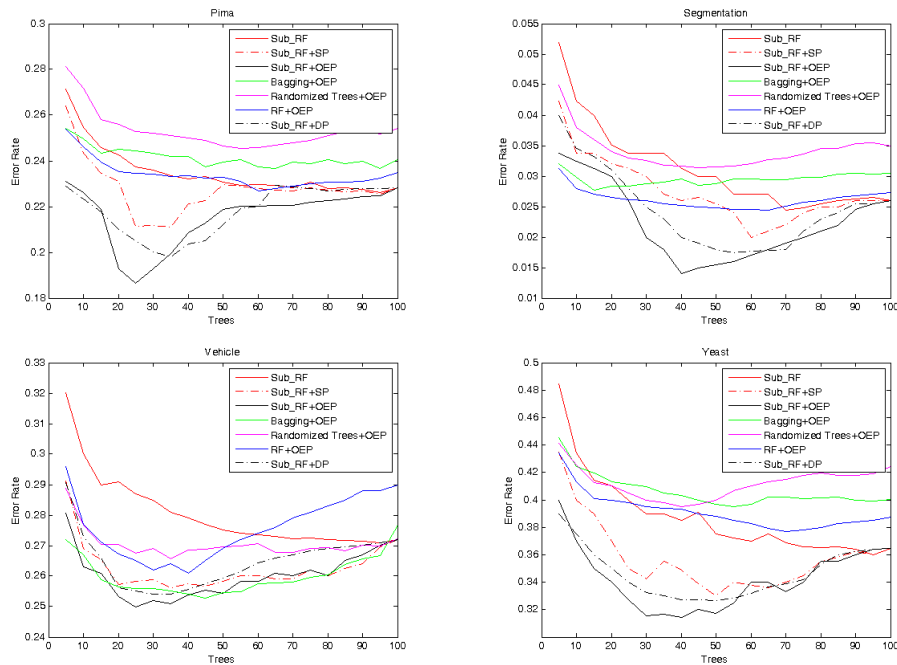 Pima
Error Rate
0.3
0.28
0.26
0.24
0.22
0.2
0.18
Sub_RF
Sub_RF+SP
Sub_RF+OEP
Bagging+OEP
Randomized Trees+OEP
RF+OEP
Sub_RF+DP
0 10 20 30 40 50 60 70 80 90 100
Trees
Segmentation
Error Rate
0.055
0.05
0.045
0.04
0.035
0.03
0.025
0.02
0.015
0.01
Sub_RF
Sub_RF+SP
Sub_RF+OEP
Bagging+OEP
Randomized Trees+OEP
RF+OEP
Sub_RF+DP
0 10 20 30 40 50 60 70 80 90 100
Trees
Vehicle
Error Rate
0.33
0.32
0.31
0.3
0.29
0.28
0.27
0.26
0.25
0.24
Sub_RF
Sub_RF+SP
Sub_RF+OEP
Bagging+OEP
Randomized Trees+OEP
RF+OEP
Sub_RF+DP
0 10 20 30 40 50 60 70 80 90 100
Trees
Yeast
Error Rate
0.5
0.48
0.46
0.44
0.42
0.4
0.38
0.36
0.34
0.32
Sub_RF
Sub_RF+SP
Sub_RF+OEP
Bagging+OEP
Randomized Trees+OEP
RF+OEP
Sub_RF+DP
0 10 20 30 40 50 60 70 80 90 100
Trees